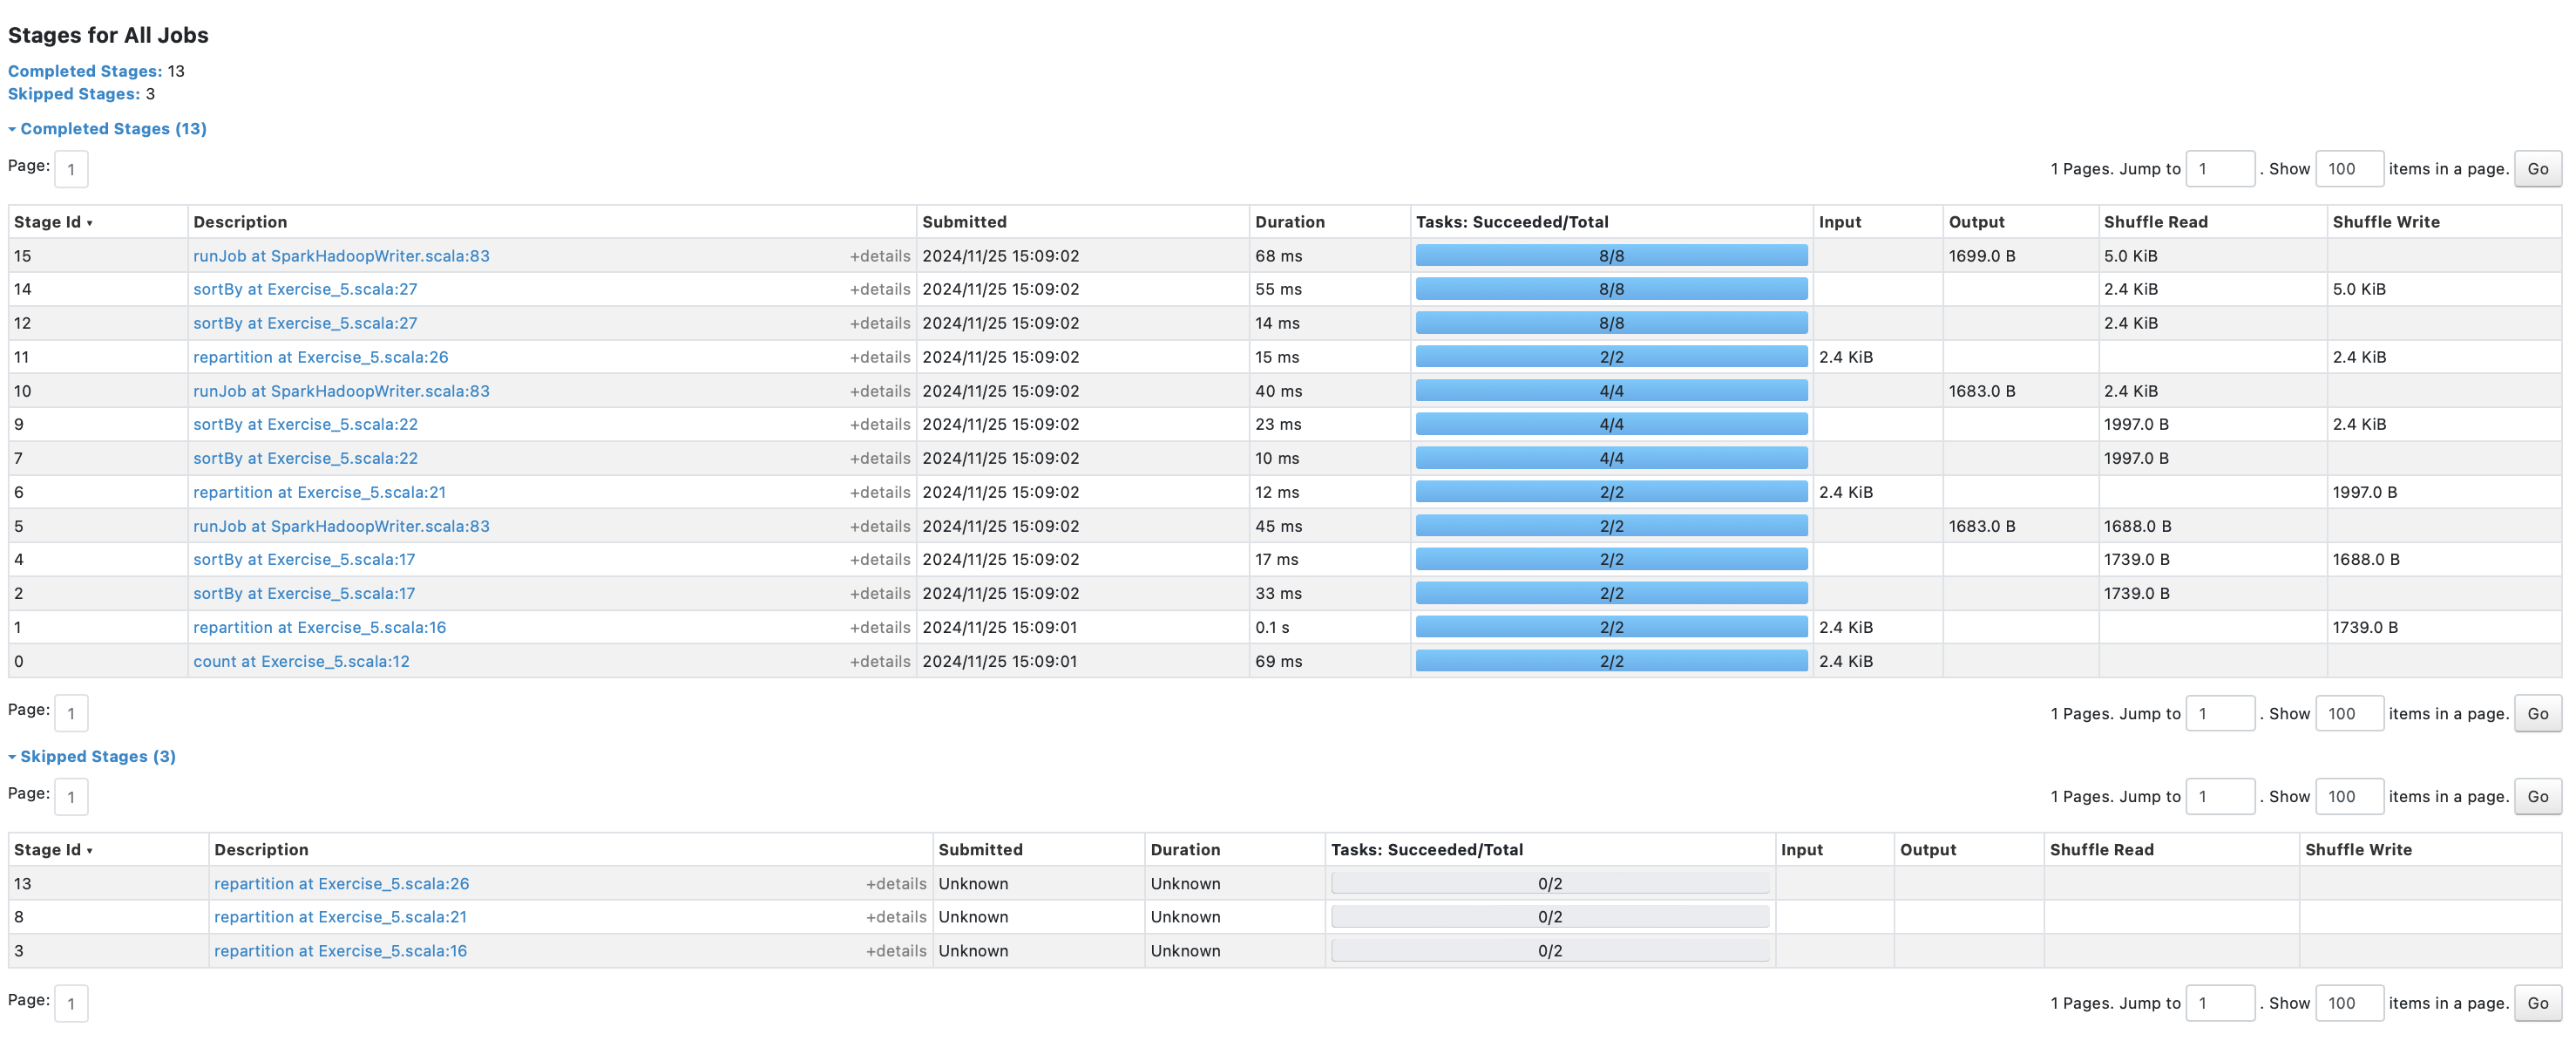 Stages for All Jobs
Completed Stages: 13
Skipped Stages: 3
Completed Stages (13)
Page: 1 1 Pages. Jump to 1 . Show 100 items in a page. Go
Stage Id ▾ Description Submitted Duration Tasks: Succeeded/Total Input Output Shuffle Read Shuffle Write
15 runJob at SparkHadoopWriter.scala:83 +details 2024/11/25 15:09:02 68 ms 8/8 1699.0 B 5.0 KiB
14 sortBy at Exercise_5.scala:27 +details 2024/11/25 15:09:02 55 ms 8/8 2.4 KiB 5.0 KiB
12 sortBy at Exercise_5.scala:27 +details 2024/11/25 15:09:02 14 ms 8/8 2.4 KiB
11 repartition at Exercise_5.scala:26 +details 2024/11/25 15:09:02 15 ms 2/2 2.4 KiB 2.4 KiB
10 runJob at SparkHadoopWriter.scala:83 +details 2024/11/25 15:09:02 40 ms 4/4 1683.0 B 2.4 KiB
9 sortBy at Exercise_5.scala:22 +details 2024/11/25 15:09:02 23 ms 4/4 1997.0 B 2.4 KiB
7 sortBy at Exercise_5.scala:22 +details 2024/11/25 15:09:02 10 ms 4/4 1997.0 B
6 repartition at Exercise_5.scala:21 +details 2024/11/25 15:09:02 12 ms 2/2 2.4 KiB 1997.0 B
5 runJob at SparkHadoopWriter.scala:83 +details 2024/11/25 15:09:02 45 ms 2/2 1683.0 B 1688.0 B
4 sortBy at Exercise_5.scala:17 +details 2024/11/25 15:09:02 17 ms 2/2 1739.0 B 1688.0 B
2 sortBy at Exercise_5.scala:17 +details 2024/11/25 15:09:02 33 ms 2/2 1739.0 B
1 repartition at Exercise_5.scala:16 +details 2024/11/25 15:09:01 0.1 s 2/2 2.4 KiB 1739.0 B
0 count at Exercise_5.scala:12 +details 2024/11/25 15:09:01 69 ms 2/2 2.4 KiB
Page: 1 1 Pages. Jump to 1 . Show 100 items in a page. Go
Skipped Stages (3)
Page: 1 1 Pages. Jump to 1 . Show 100 items in a page. Go
Stage Id ▾ Description Submitted Duration Tasks: Succeeded/Total Input Output Shuffle Read Shuffle Write
13 repartition at Exercise_5.scala:26 +details Unknown Unknown 0/2
8 repartition at Exercise_5.scala:21 +details Unknown Unknown 0/2
3 repartition at Exercise_5.scala:16 +details Unknown Unknown 0/2
Page: 1 1 Pages. Jump to 1 . Show 100 items in a page. Go